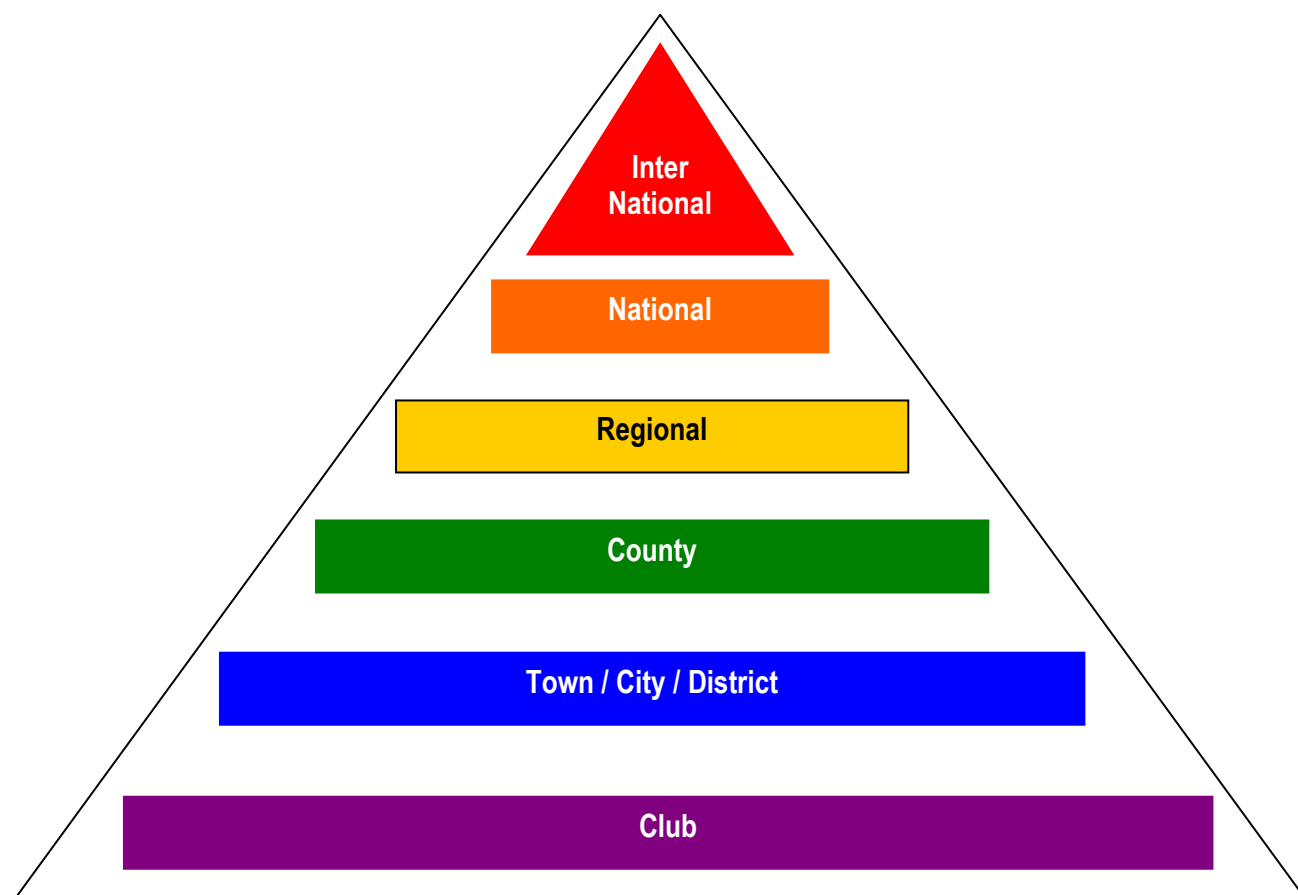 Inter
National
National
Regional
County
Town / City / District
Club